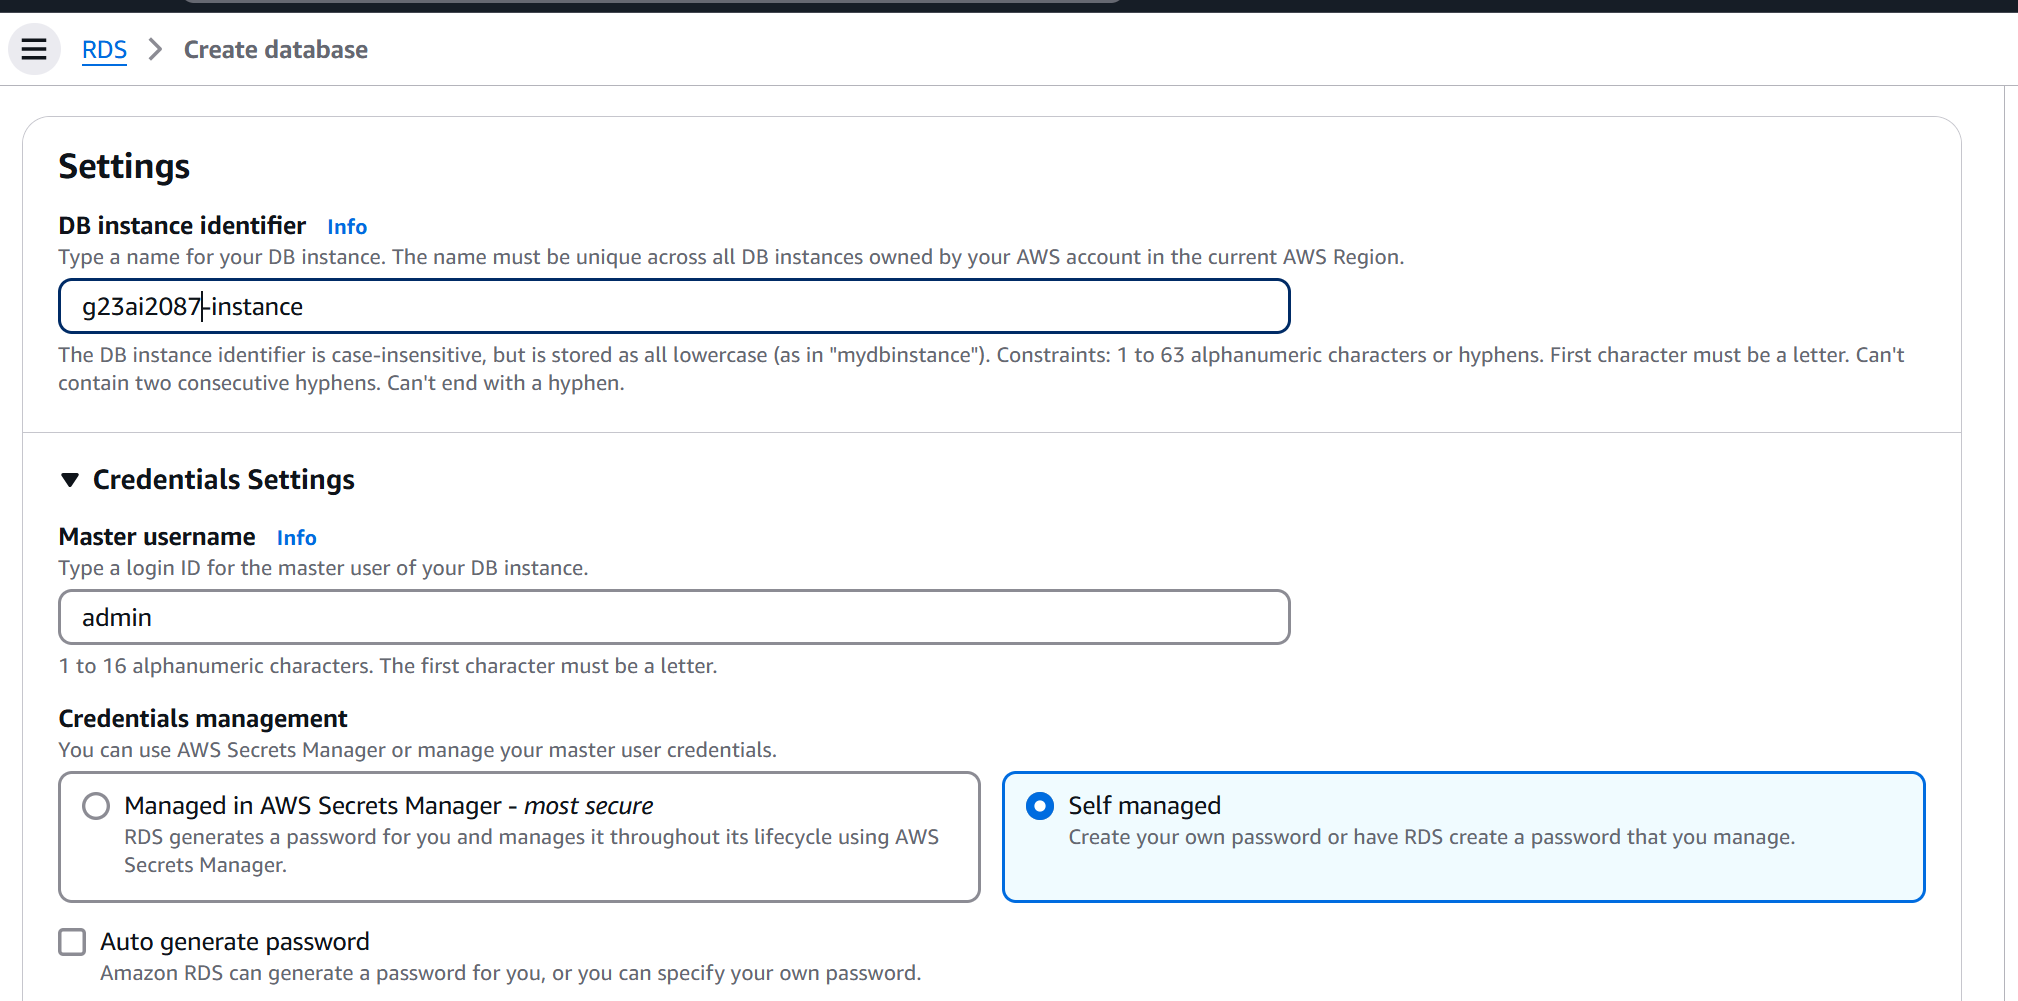 RDS > Create database
Settings
DB instance identifier Info
Type a name for your DB instance. The name must be unique across all DB instances owned by your AWS account in the current AWS Region.
g23ai2087-instance
The DB instance identifier is case-insensitive, but is stored as all lowercase (as in "mydbinstance"). Constraints: 1 to 63 alphanumeric characters or hyphens. First character must be a letter. Can't
contain two consecutive hyphens. Can't end with a hyphen.
Credentials Settings
Master username Info
Type a login ID for the master user of your DB instance.
admin
1 to 16 alphanumeric characters. The first character must be a letter.
Credentials management
You can use AWS Secrets Manager or manage your master user credentials.
Managed in AWS Secrets Manager - most secure
RDS generates a password for you and manages it throughout its lifecycle using AWS
Secrets Manager.
Self managed
Create your own password or have RDS create a password that you manage.
Auto generate password
Amazon RDS can generate a password for you, or you can specify your own password.